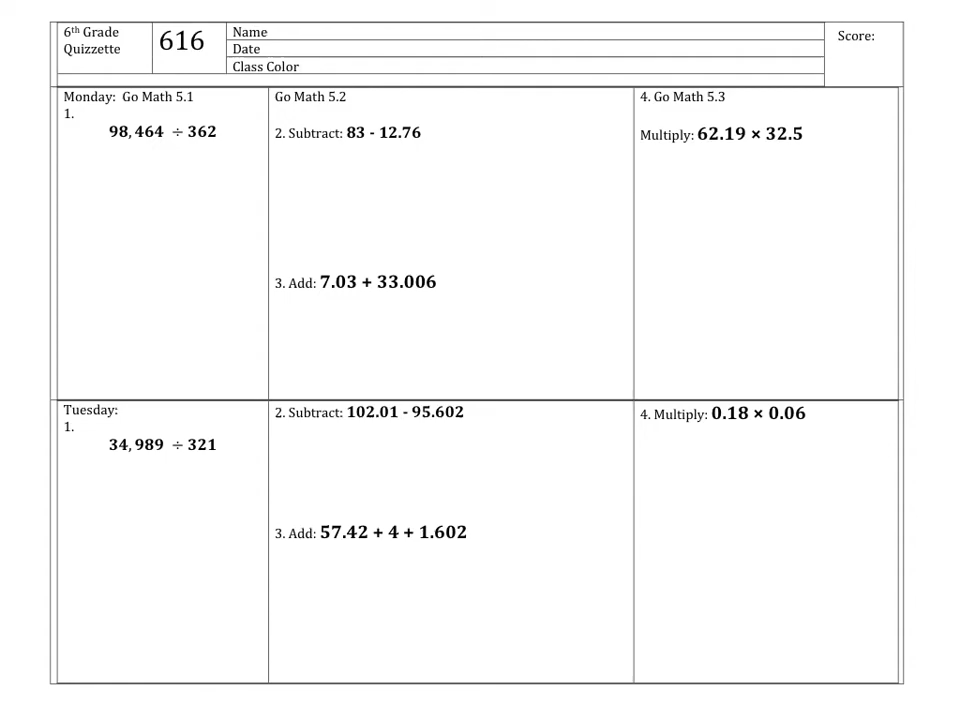 6th Grade
Quizzette
616
Name
Date
Class Color
Score:
Monday:  Go Math 5.1
1.
98,464 ÷ 362
Go Math 5.2
2. Subtract: 83 - 12.76
3. Add: 7.03 + 33.006
4. Go Math 5.3
Multiply: 62.19 × 32.5
Tuesday:
1.
34,989 ÷ 321
2. Subtract: 102.01 - 95.602
3. Add: 57.42 + 4 + 1.602
4. Multiply: 0.18 × 0.06